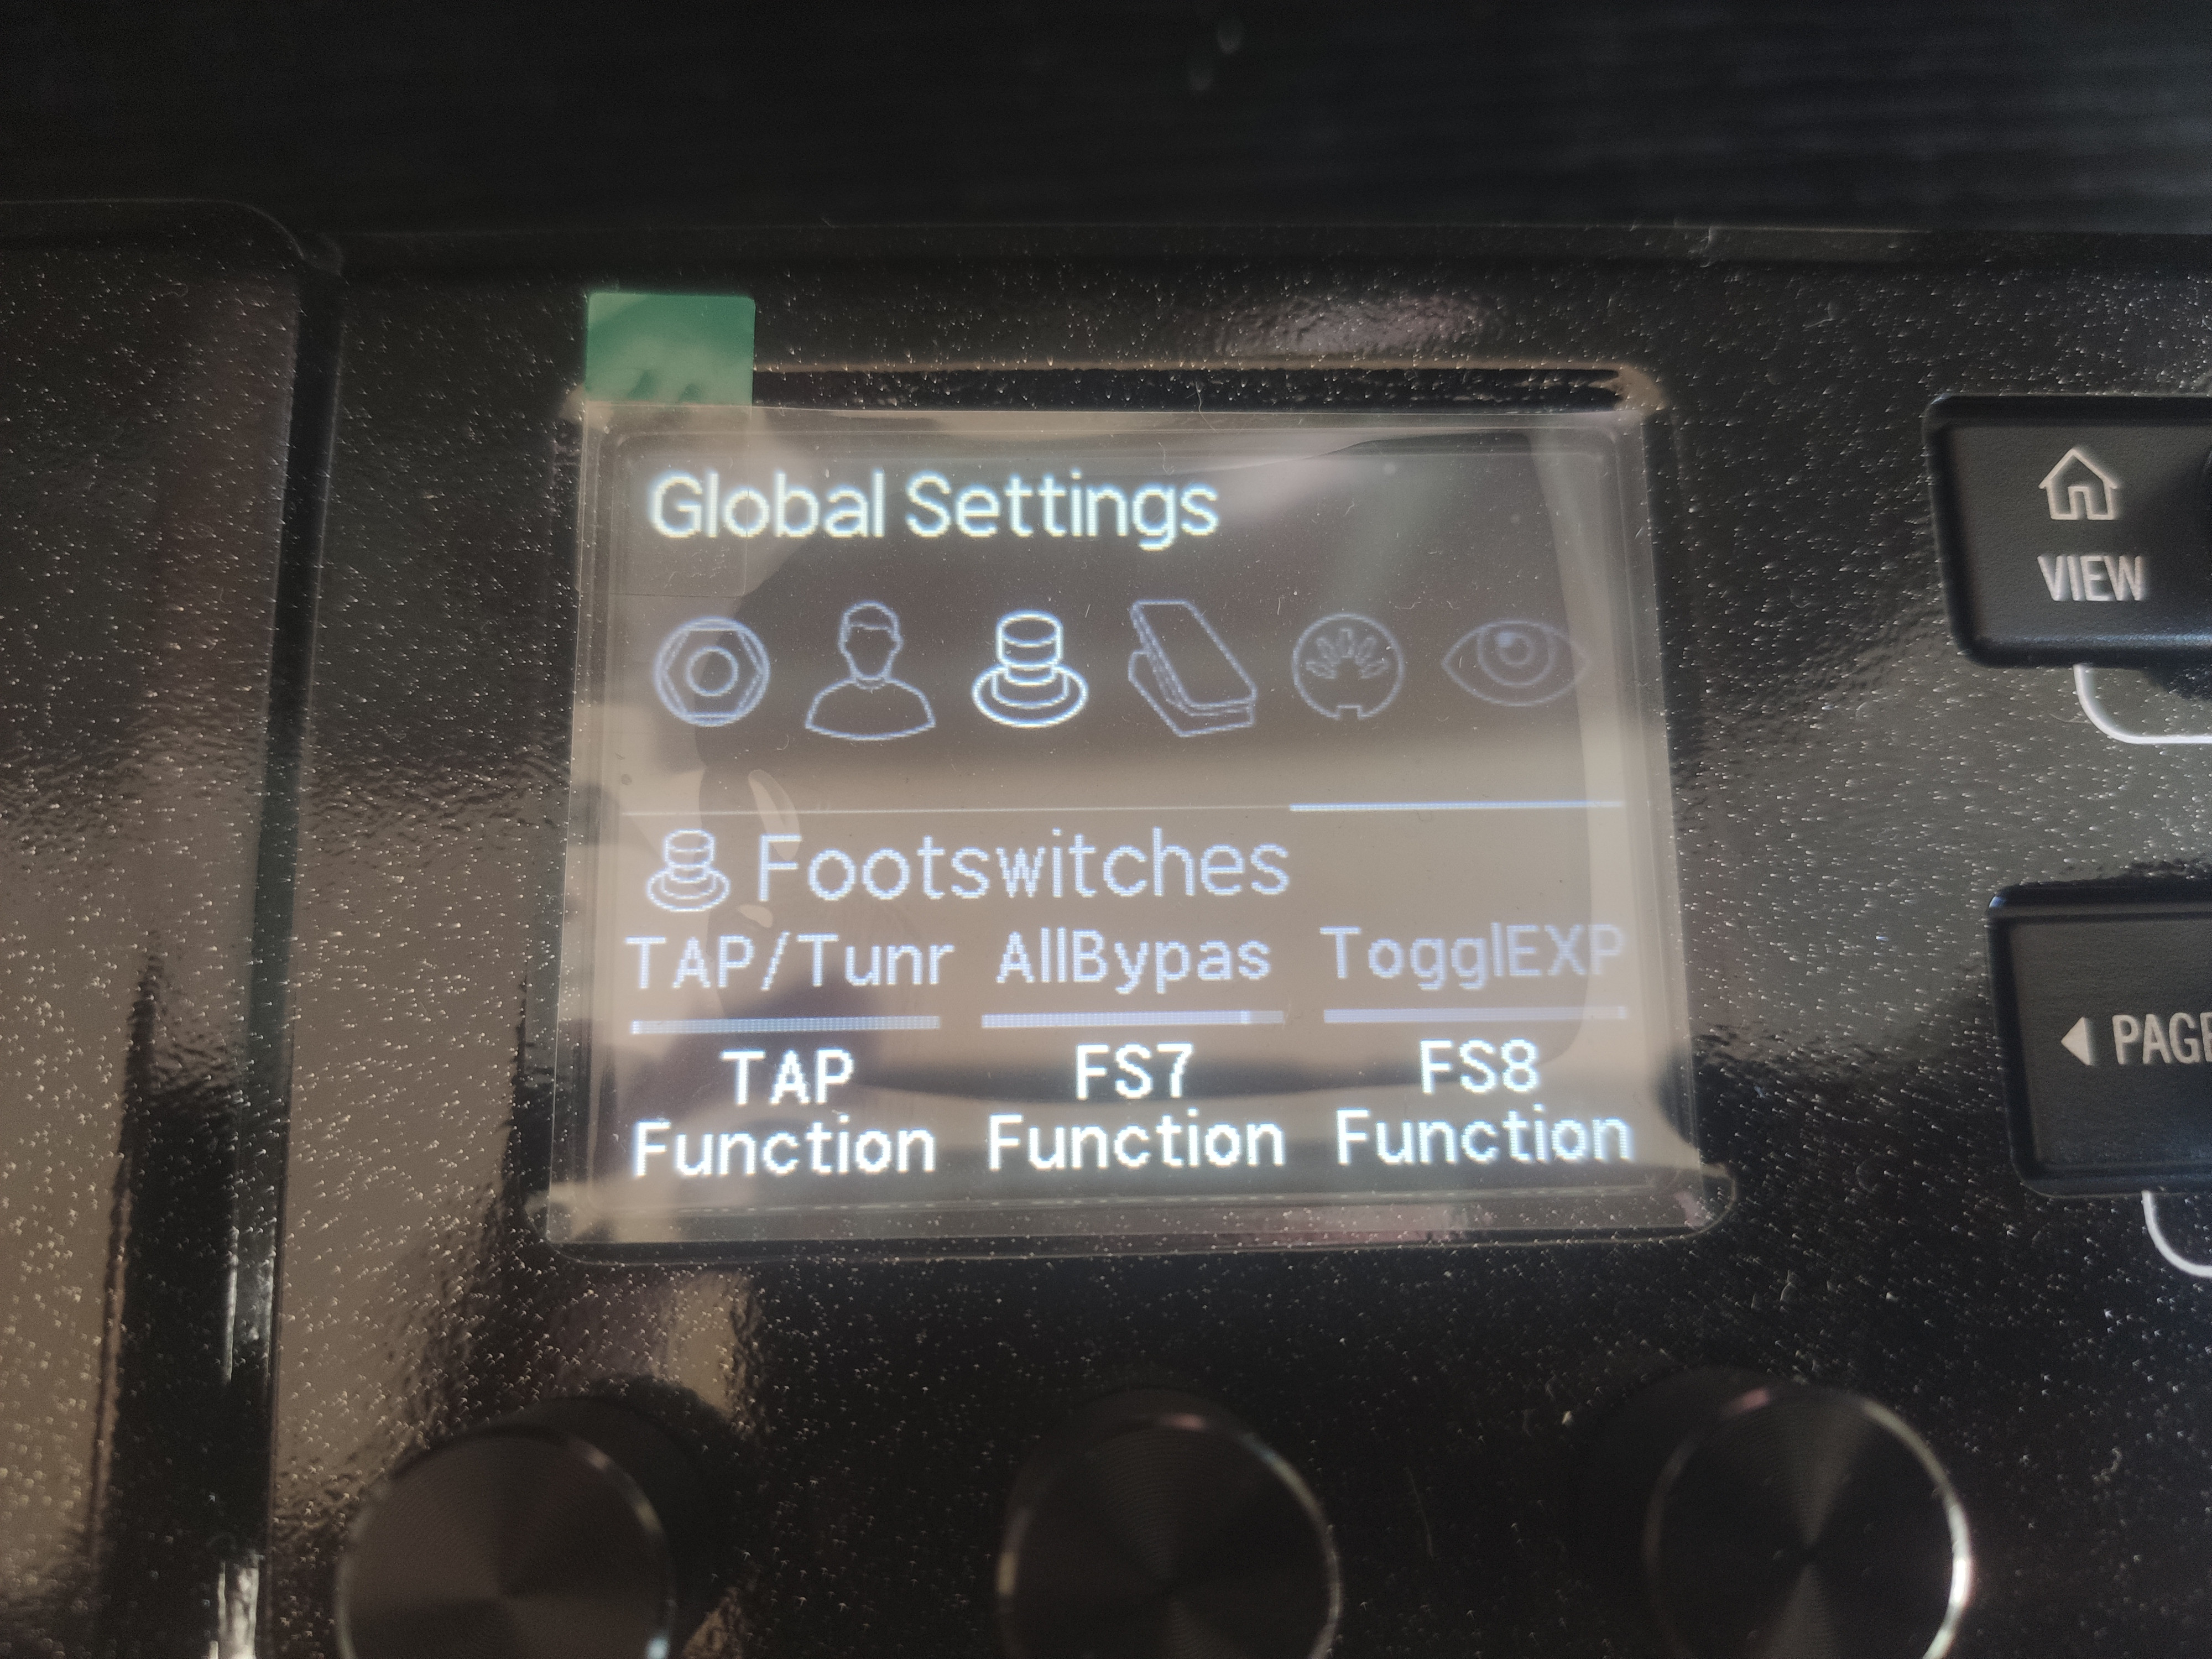 Global Settings
Footswitches
TAP/Tunr AllBypas TogglEXP
TAP FS7 FS8
Function Function Function
VIEW
PAGE